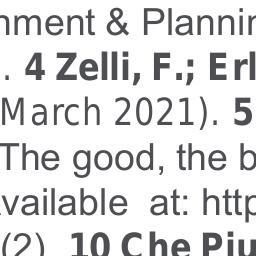 nment & Plannin
. 4 Zelli, F.; Erl
March 2021). 5
The good, the b
vailable at: http
(2). 10 Che Piu